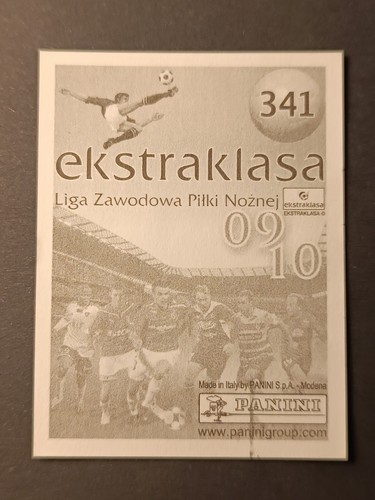 341
ekstraklasa
Liga Zawodowa Piłki Nożnej
ekstraklasa
EKSTRAKLASA
09
10
Made in Italy by PANINI S.p.A. - Modena
PANINI
www.paninigroup.com